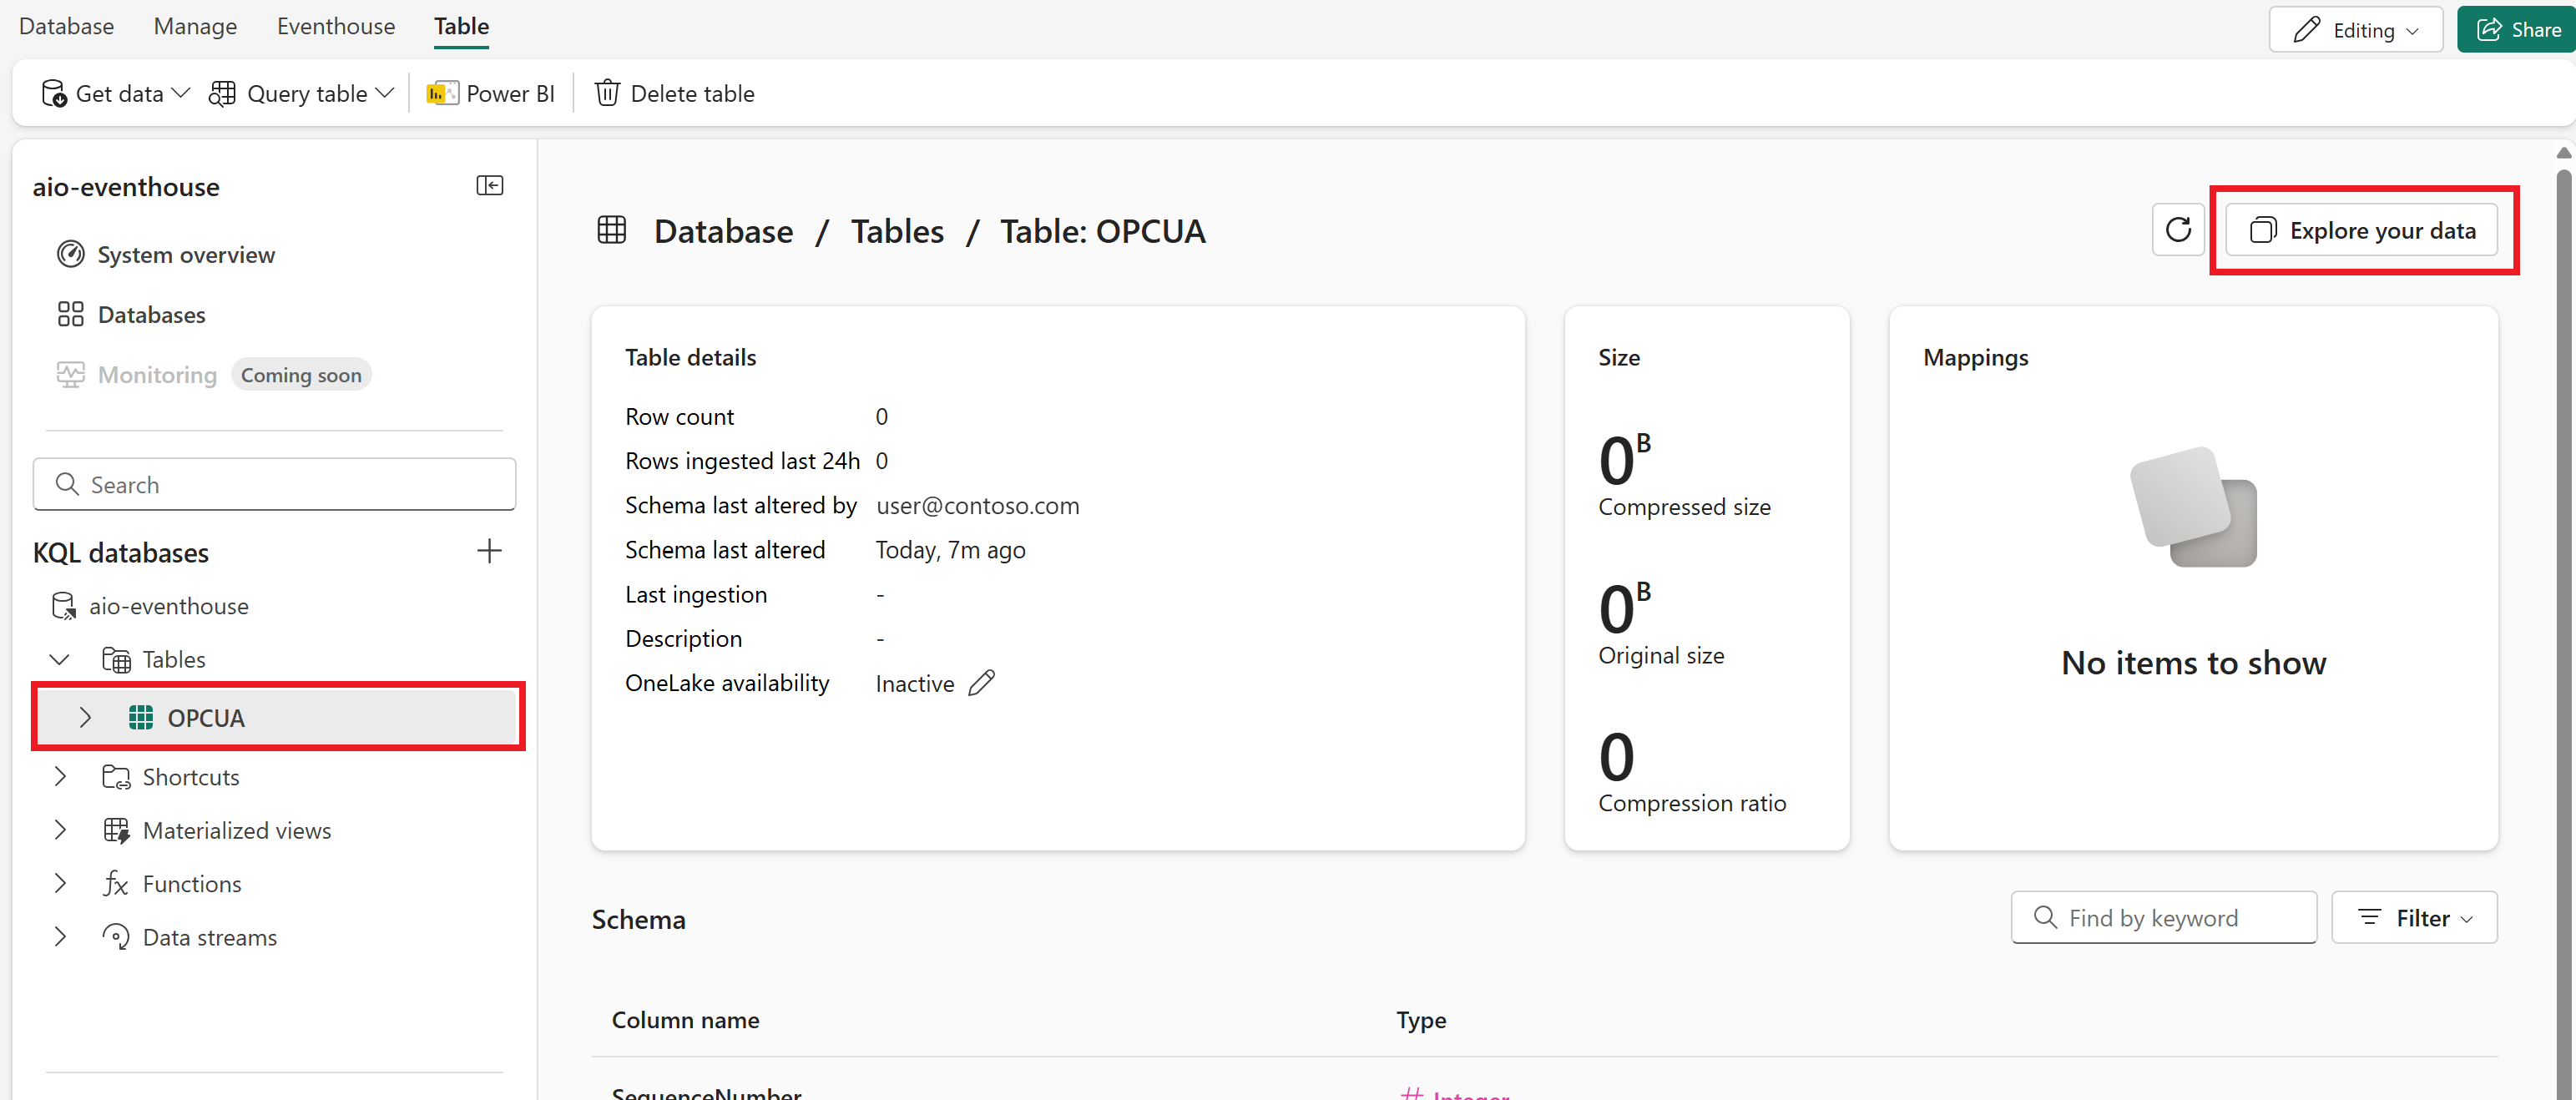 Database Manage Eventhouse Table
Editing Share
Get data Query table Power BI Delete table
aio-eventhouse
System overview
Databases
Monitoring Coming soon
Search
KQL databases
aio-eventhouse
Tables
OPCUA
Shortcuts
Materialized views
Functions
Data streams
Database / Tables / Table: OPCUA
Explore your data
Table details
Row count 0
Rows ingested last 24h 0
Schema last altered by user@contoso.com
Schema last altered Today, 7m ago
Last ingestion -
Description -
OneLake availability Inactive
Size
0 B
Compressed size
0 B
Original size
0
Compression ratio
Mappings
No items to show
Schema
Find by keyword Filter
Column name Type
SequenceNumber Integer